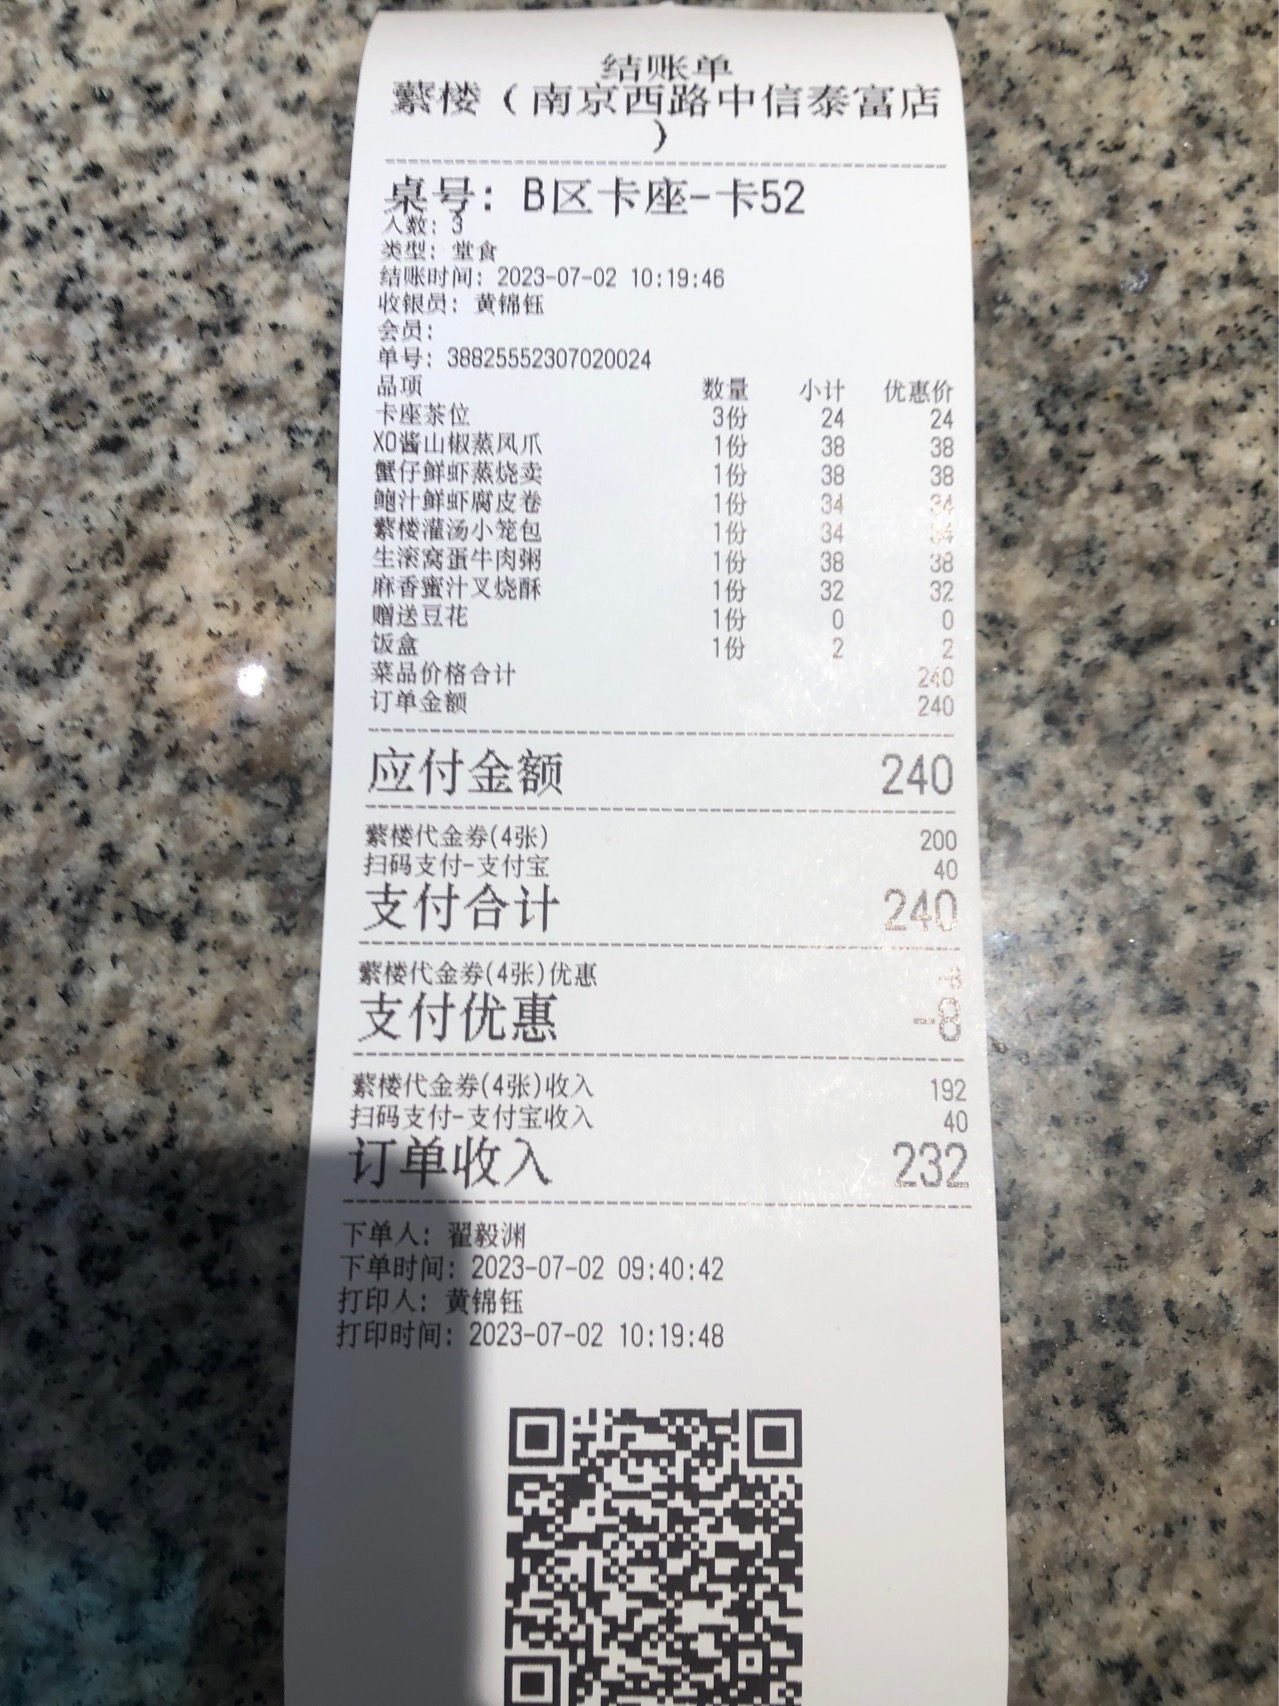 结账单
蘩楼（南京西路中信泰富店
）
桌号：B区卡座-卡52
人数：3
类型：堂食
结账时间：2023-07-02 10:19:46
收银员：黄锦钰
会员：
单号：38825552307020024
品项 数量 小计 优惠价
卡座茶位 3份 24 24
XO酱山椒蒸凤爪 1份 38 38
蟹仔鲜虾蒸烧卖 1份 38 38
鲍汁鲜虾腐皮卷 1份 34 34
蘩楼灌汤小笼包 1份 34 34
生滚窝蛋牛肉粥 1份 38 38
麻香蜜汁叉烧酥 1份 32 32
赠送豆花 1份 0 0
饭盒 1份 2 2
菜品价格合计 240
订单金额 240
应付金额 240
蘩楼代金券(4张) 200
扫码支付-支付宝 40
支付合计 240
蘩楼代金券(4张)优惠 -8
支付优惠 -8
蘩楼代金券(4张)收入 192
扫码支付-支付宝收入 40
订单收入 232
下单人：翟毅渊
下单时间：2023-07-02 09:40:42
打印人：黄锦钰
打印时间：2023-07-02 10:19:48